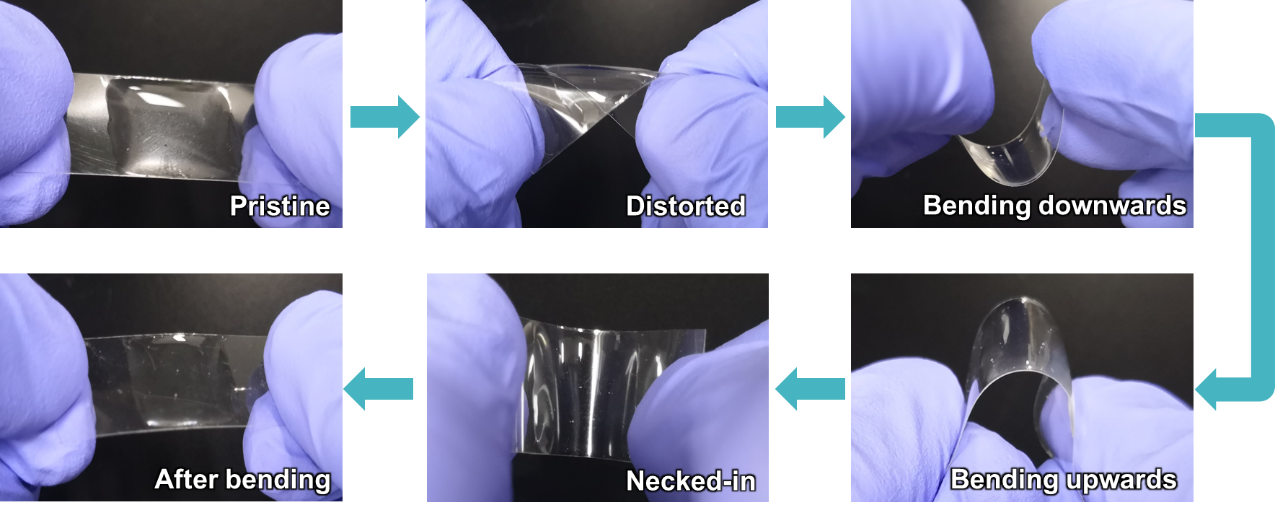 Pristine
Distorted
Bending downwards
Bending upwards
Necked-in
After bending